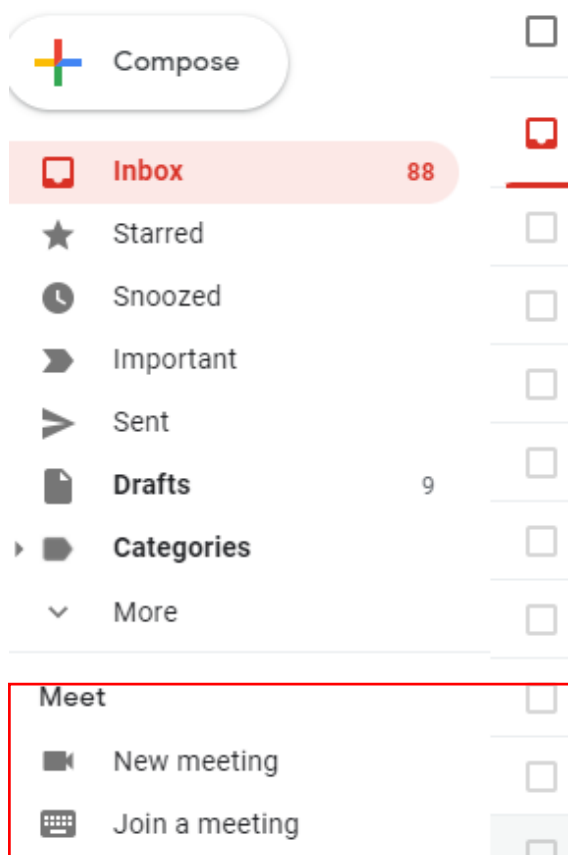 Compose
Inbox 88
Starred
Snoozed
Important
Sent
Drafts 9
Categories
More
Meet
New meeting
Join a meeting